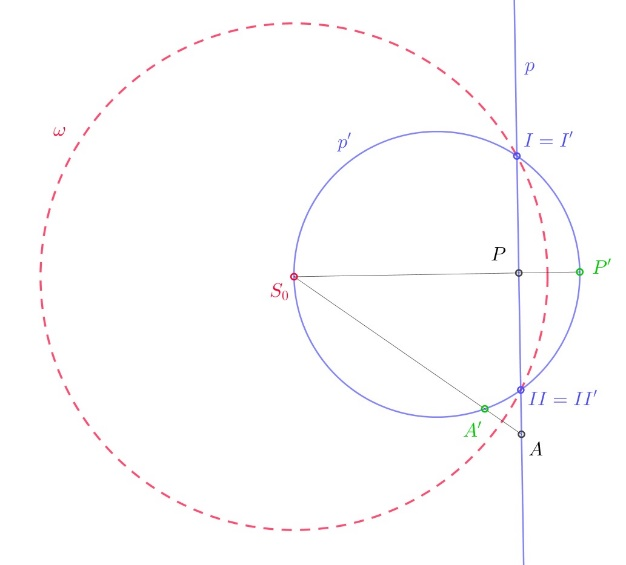 p
ω
p′
I = I′
P
P′
S₀
II = II′
A′
A